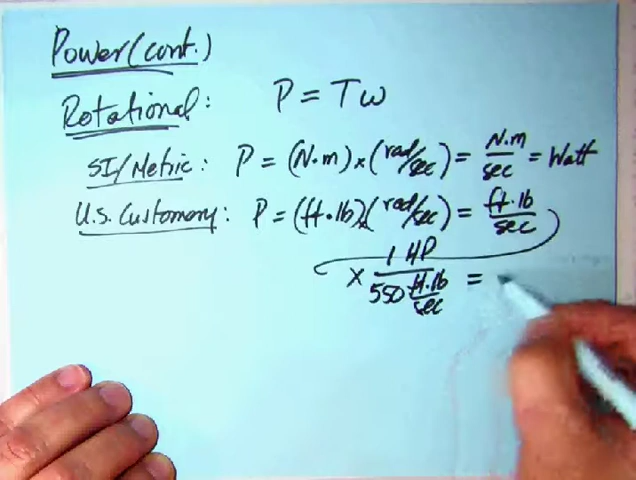 Power (cont.)
Rotational: P = Tω
SI/Metric: P = (N·m) × (rad/sec) = N·m/sec = Watt
U.S. Customary: P = (ft·lb)×(rad/sec) = ft·lb/sec
× 1 HP / 550 ft·lb/sec =